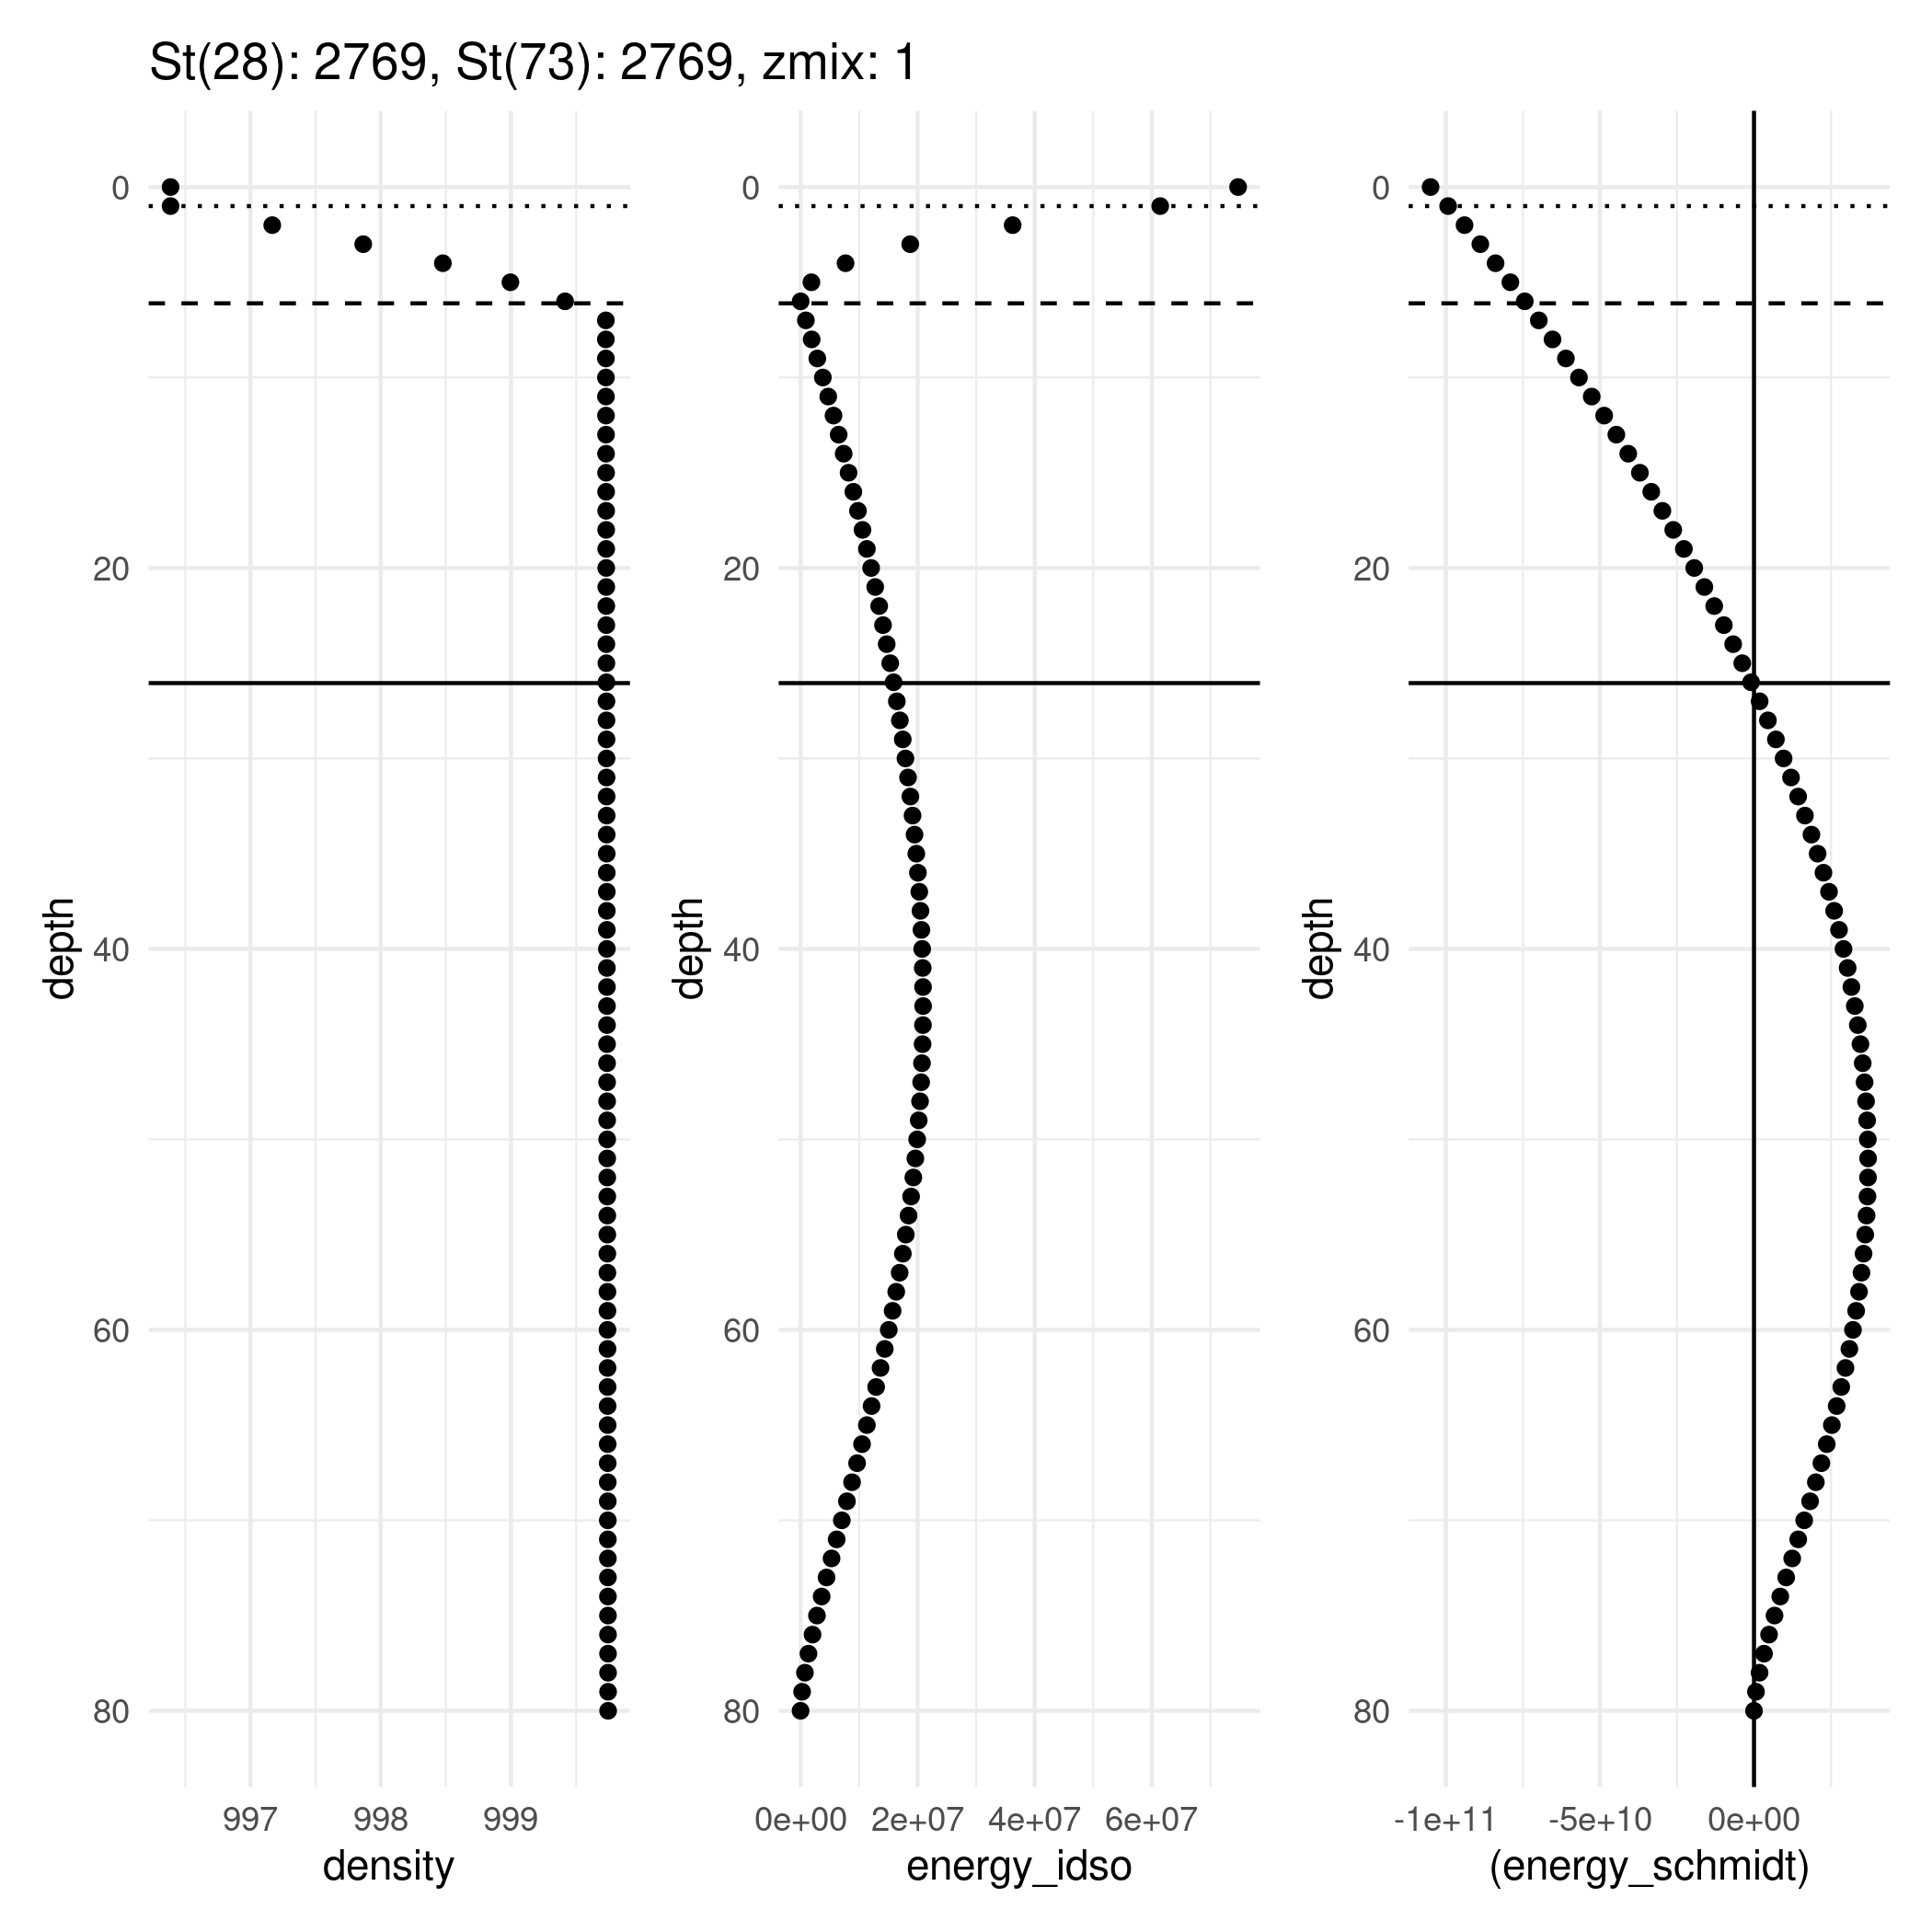 St(28): 2769, St(73): 2769, zmix: 1
0
20
40
60
80
depth
997 998 999
density
0
20
40
60
80
depth
0e+00 2e+07 4e+07 6e+07
energy_idso
0
20
40
60
80
depth
-1e+11 -5e+10 0e+00
(energy_schmidt)